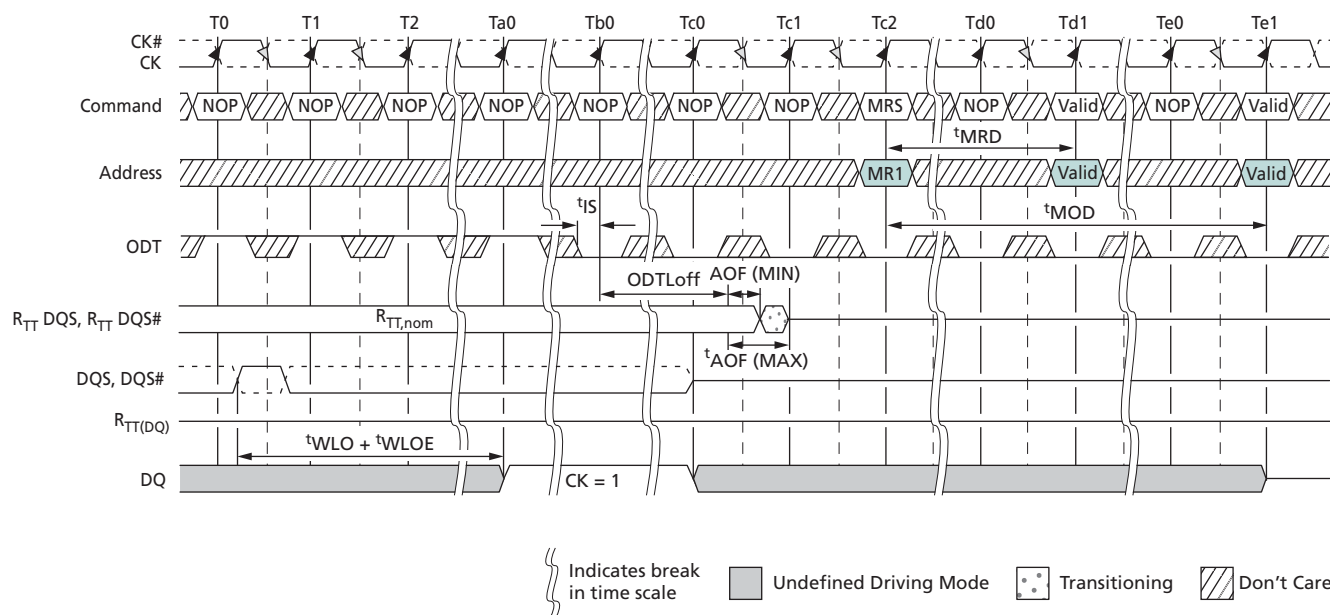 T0 T1 T2 Ta0 Tb0 Tc0 Tc1 Tc2 Td0 Td1 Te0 Te1
CK#
CK
Command NOP NOP NOP NOP NOP NOP NOP MRS NOP Valid NOP Valid
tMRD
Address MR1 Valid Valid
tIS tMOD
ODT
ODTLoff AOF (MIN)
RTT DQS, RTT DQS# RTT,nom
tAOF (MAX)
DQS, DQS#
RTT(DQ)
tWLO + tWLOE
DQ CK = 1
Indicates break
in time scale
Undefined Driving Mode
Transitioning
Don't Care